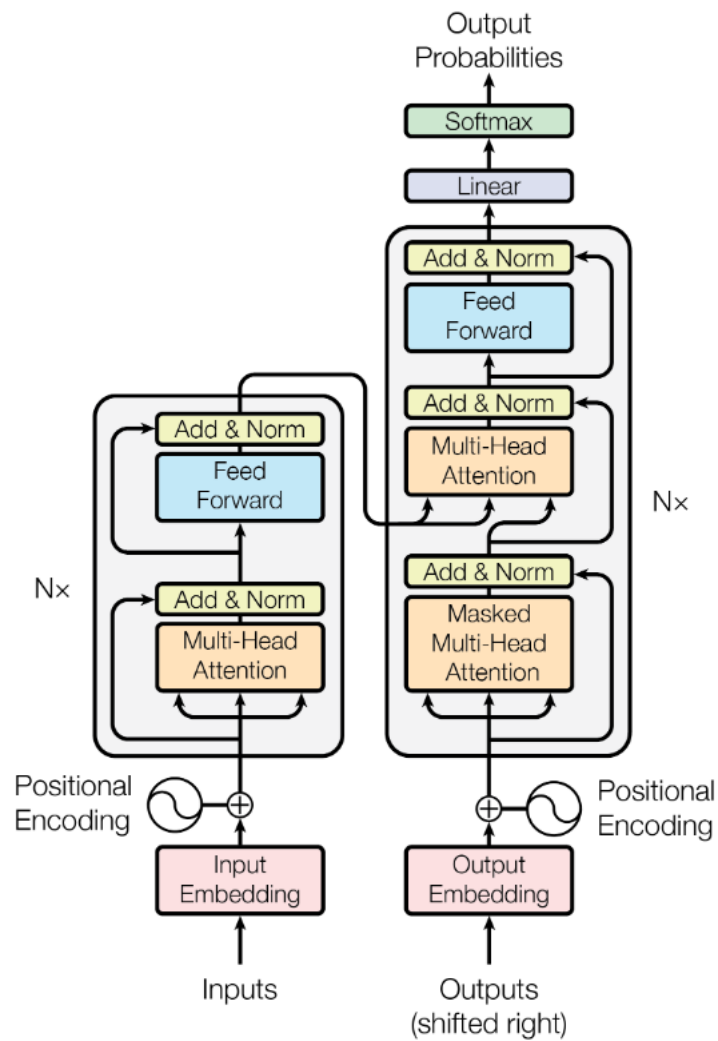 Output
Probabilities
Softmax
Linear
Add & Norm
Feed
Forward
Add & Norm
Multi-Head
Attention
Add & Norm
Masked
Multi-Head
Attention
N×
Add & Norm
Feed
Forward
Add & Norm
Multi-Head
Attention
N×
Positional
Encoding
Positional
Encoding
Input
Embedding
Output
Embedding
Inputs
Outputs
(shifted right)